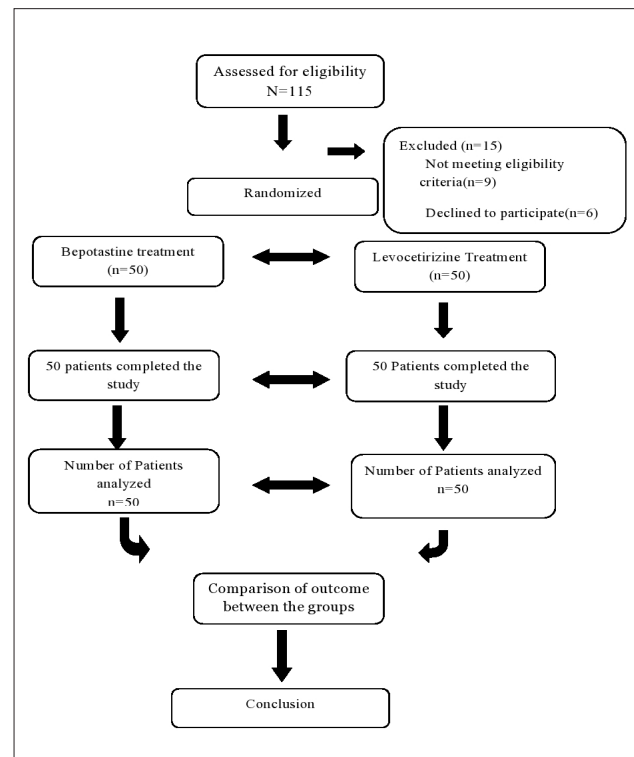 Assessed for eligibility
N=115
Excluded (n=15)
Not meeting eligibility
criteria(n=9)
Declined to participate(n=6)
Randomized
Bepotastine treatment
(n=50)
Levocetirizine Treatment
(n=50)
50 patients completed the
study
50 Patients completed the
study
Number of Patients
analyzed
n=50
Number of Patients analyzed
n=50
Comparison of outcome
between the groups
Conclusion